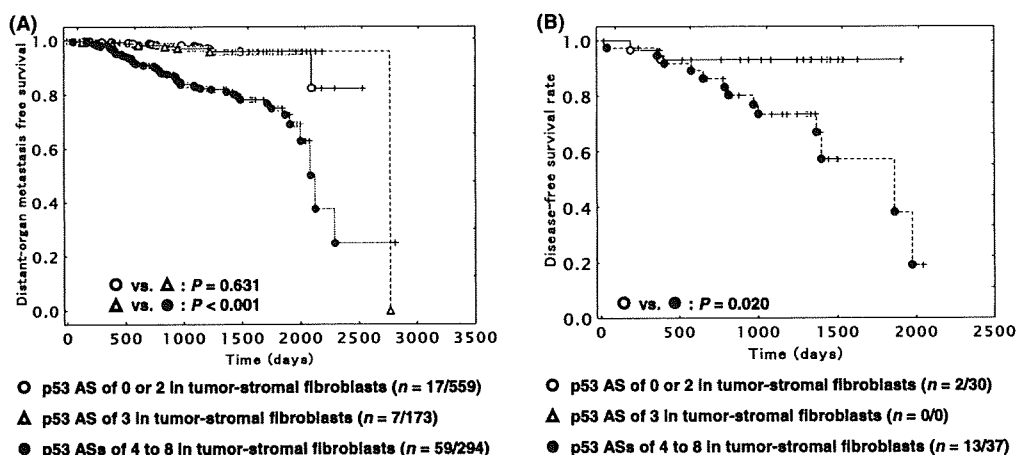 (A)
Distant-organ metastasis free survival
1.0
0.8
0.6
0.4
0.2
0.0
○ vs. △ : P = 0.631
△ vs. ● : P < 0.001
0 500 1000 1500 2000 2500 3000 3500
Time (days)
○ p53 AS of 0 or 2 in tumor-stromal fibroblasts (n = 17/559)
△ p53 AS of 3 in tumor-stromal fibroblasts (n = 7/173)
● p53 ASs of 4 to 8 in tumor-stromal fibroblasts (n = 59/294)
(B)
Disease-free survival rate
1.0
0.8
0.6
0.4
0.2
0.0
○ vs. ● : P = 0.020
0 500 1000 1500 2000 2500
Time (days)
○ p53 AS of 0 or 2 in tumor-stromal fibroblasts (n = 2/30)
△ p53 AS of 3 in tumor-stromal fibroblasts (n = 0/0)
● p53 ASs of 4 to 8 in tumor-stromal fibroblasts (n = 13/37)